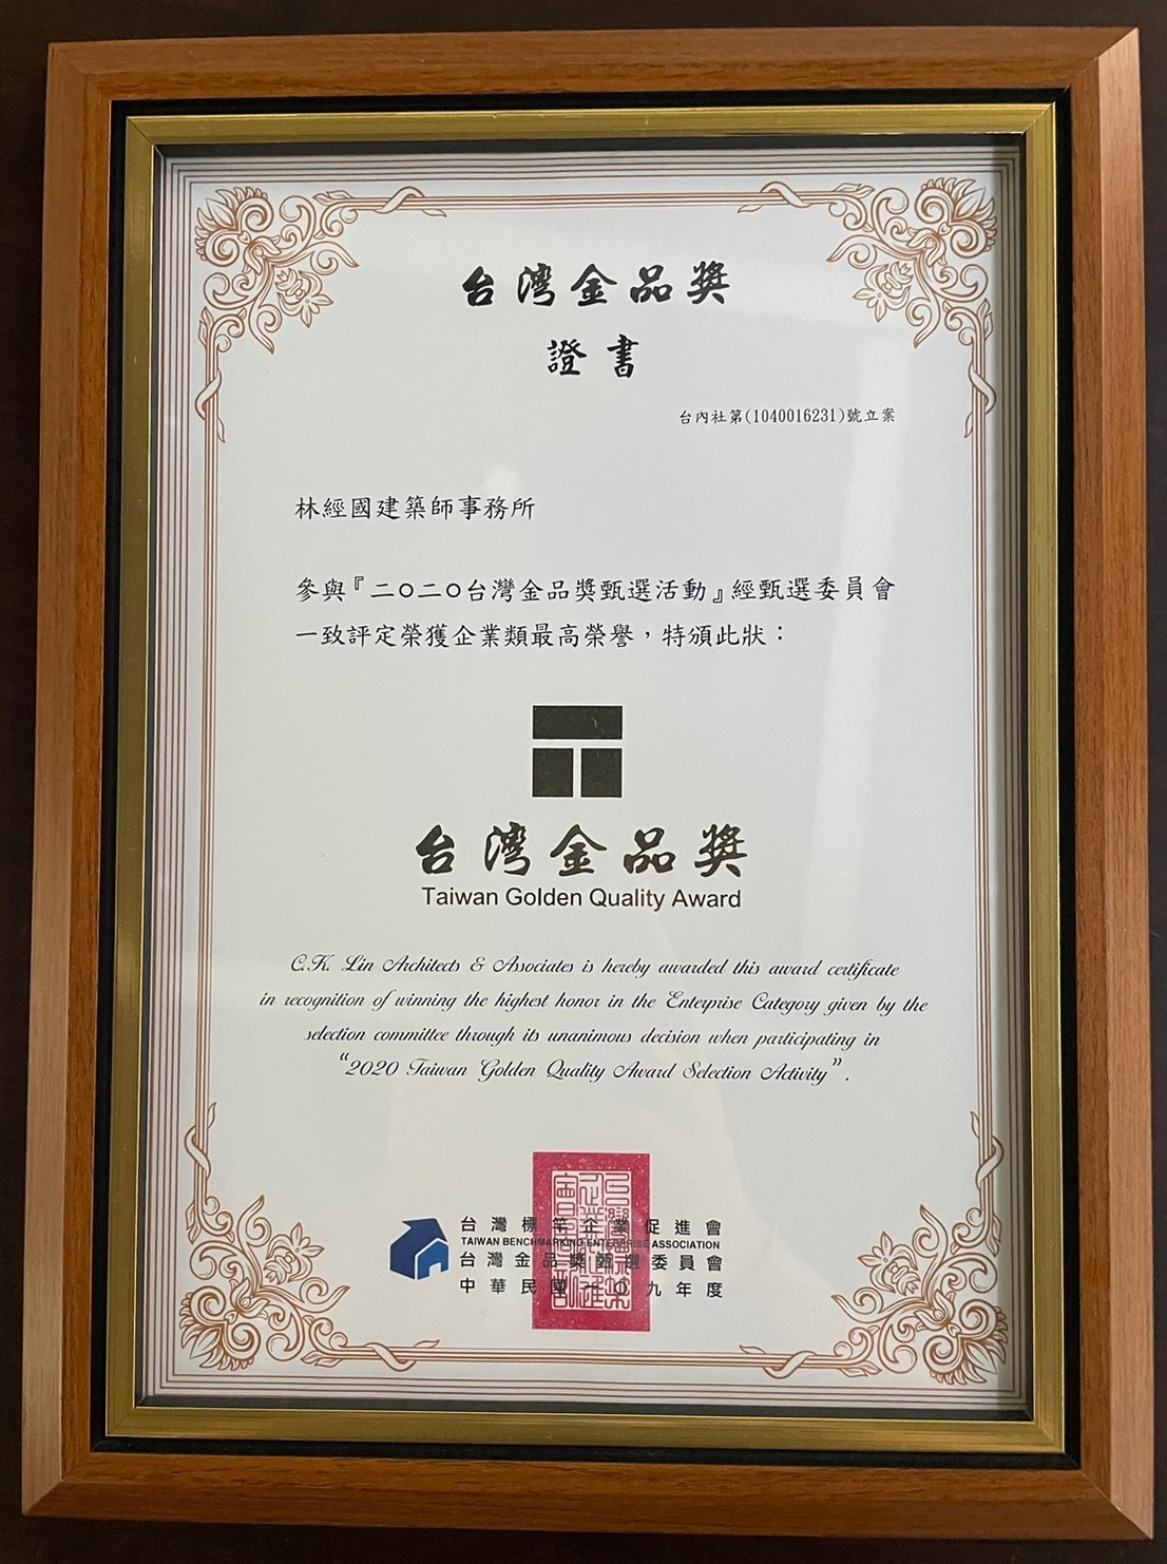 台灣金品獎
證書
台內社第(1040016231)號立案
林經國建築師事務所
參與『二○二○台灣金品獎甄選活動』經甄選委員會
一致評定榮獲企業類最高榮譽，特頒此狀：
台灣金品獎
Taiwan Golden Quality Award
C.K. Lin Architects & Associates is hereby awarded this award certificate
in recognition of winning the highest honor in the Enterprise Category given by the
selection committee through its unanimous decision when participating in
“2020 Taiwan Golden Quality Award Selection Activity”.
台灣標竿企業促進會
TAIWAN BENCHMARKING ENTERPRISE ASSOCIATION
台灣金品獎甄選委員會
中華民國一○九年度